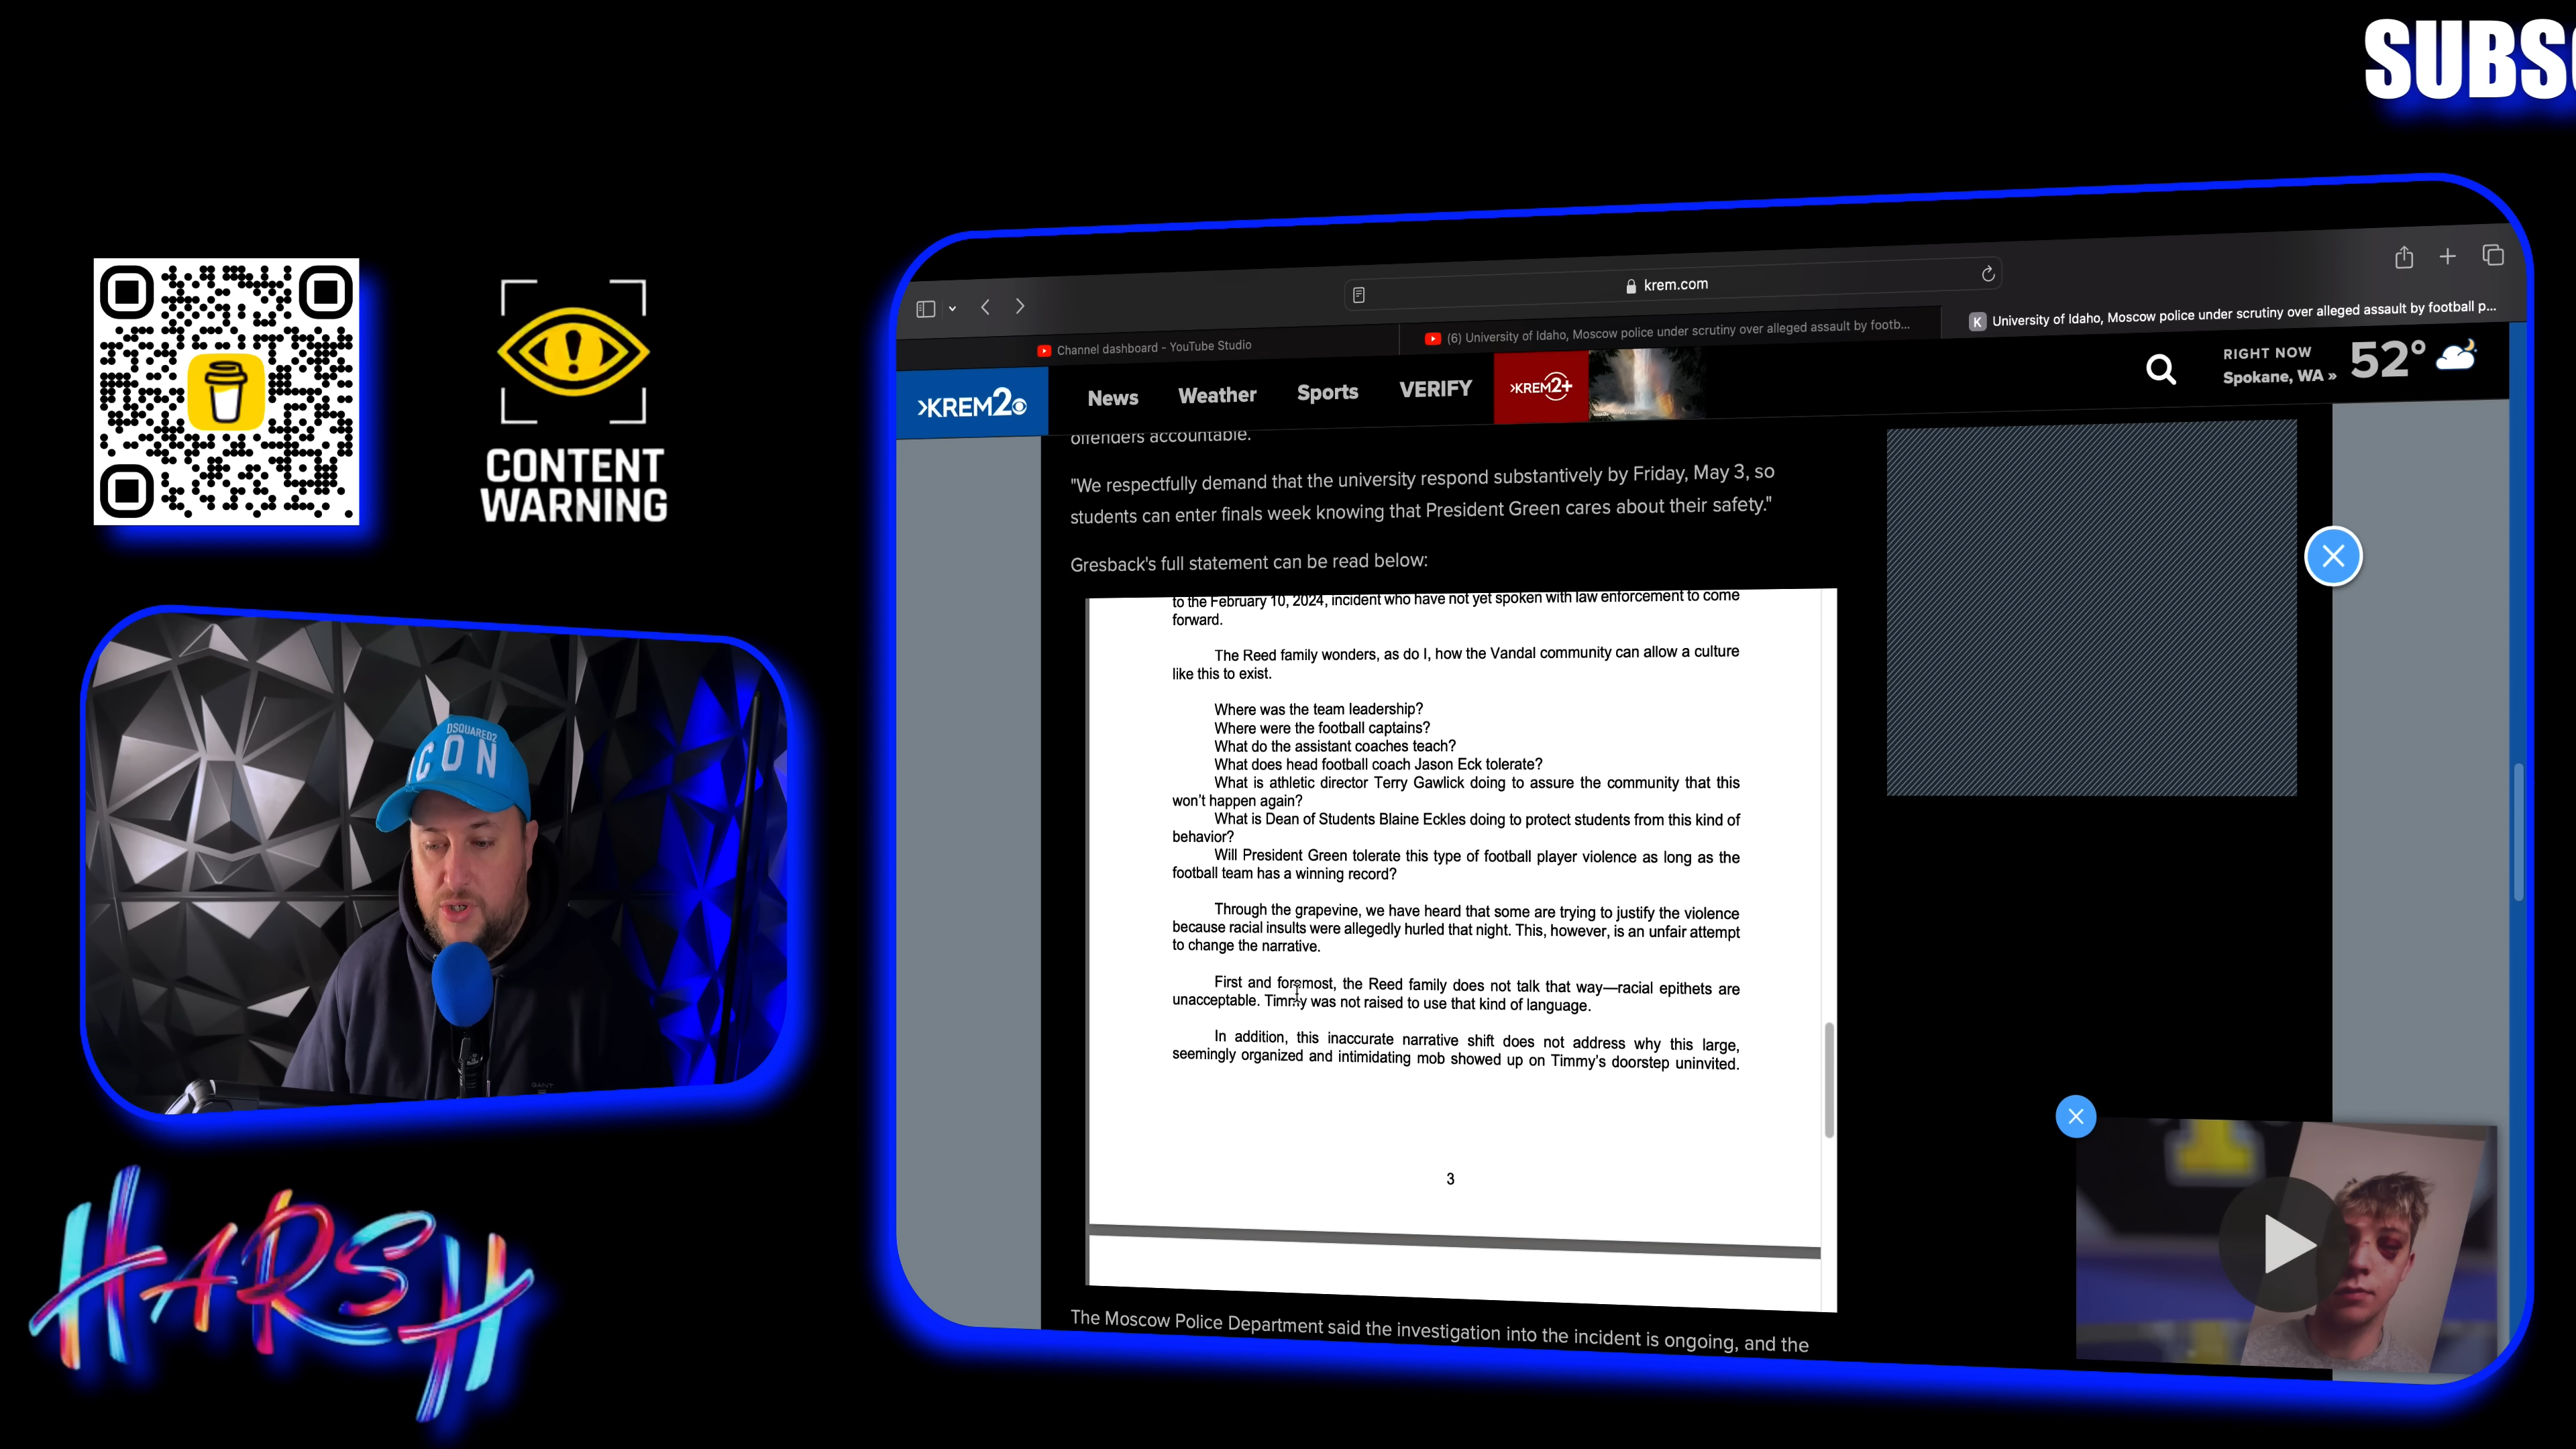 SUBSC
CONTENT
WARNING
DSQUARED2
ICON
HARSH
krem.com
Channel dashboard - YouTube Studio
(6) University of Idaho, Moscow police under scrutiny over alleged assault by footb...
K University of Idaho, Moscow police under scrutiny over alleged assault by football p...
KREM2
News
Weather
Sports
VERIFY
KREM2+
RIGHT NOW
Spokane, WA »
52°
offenders accountable.
"We respectfully demand that the university respond substantively by Friday, May 3, so
students can enter finals week knowing that President Green cares about their safety."
Gresback's full statement can be read below:
to the February 10, 2024, incident who have not yet spoken with law enforcement to come
forward.
The Reed family wonders, as do I, how the Vandal community can allow a culture
like this to exist.
Where was the team leadership?
Where were the football captains?
What do the assistant coaches teach?
What does head football coach Jason Eck tolerate?
What is athletic director Terry Gawlick doing to assure the community that this
won't happen again?
What is Dean of Students Blaine Eckles doing to protect students from this kind of
behavior?
Will President Green tolerate this type of football player violence as long as the
football team has a winning record?
Through the grapevine, we have heard that some are trying to justify the violence
because racial insults were allegedly hurled that night. This, however, is an unfair attempt
to change the narrative.
First and foremost, the Reed family does not talk that way—racial epithets are
unacceptable. Timmy was not raised to use that kind of language.
In addition, this inaccurate narrative shift does not address why this large,
seemingly organized and intimidating mob showed up on Timmy's doorstep uninvited.
3
The Moscow Police Department said the investigation into the incident is ongoing, and the